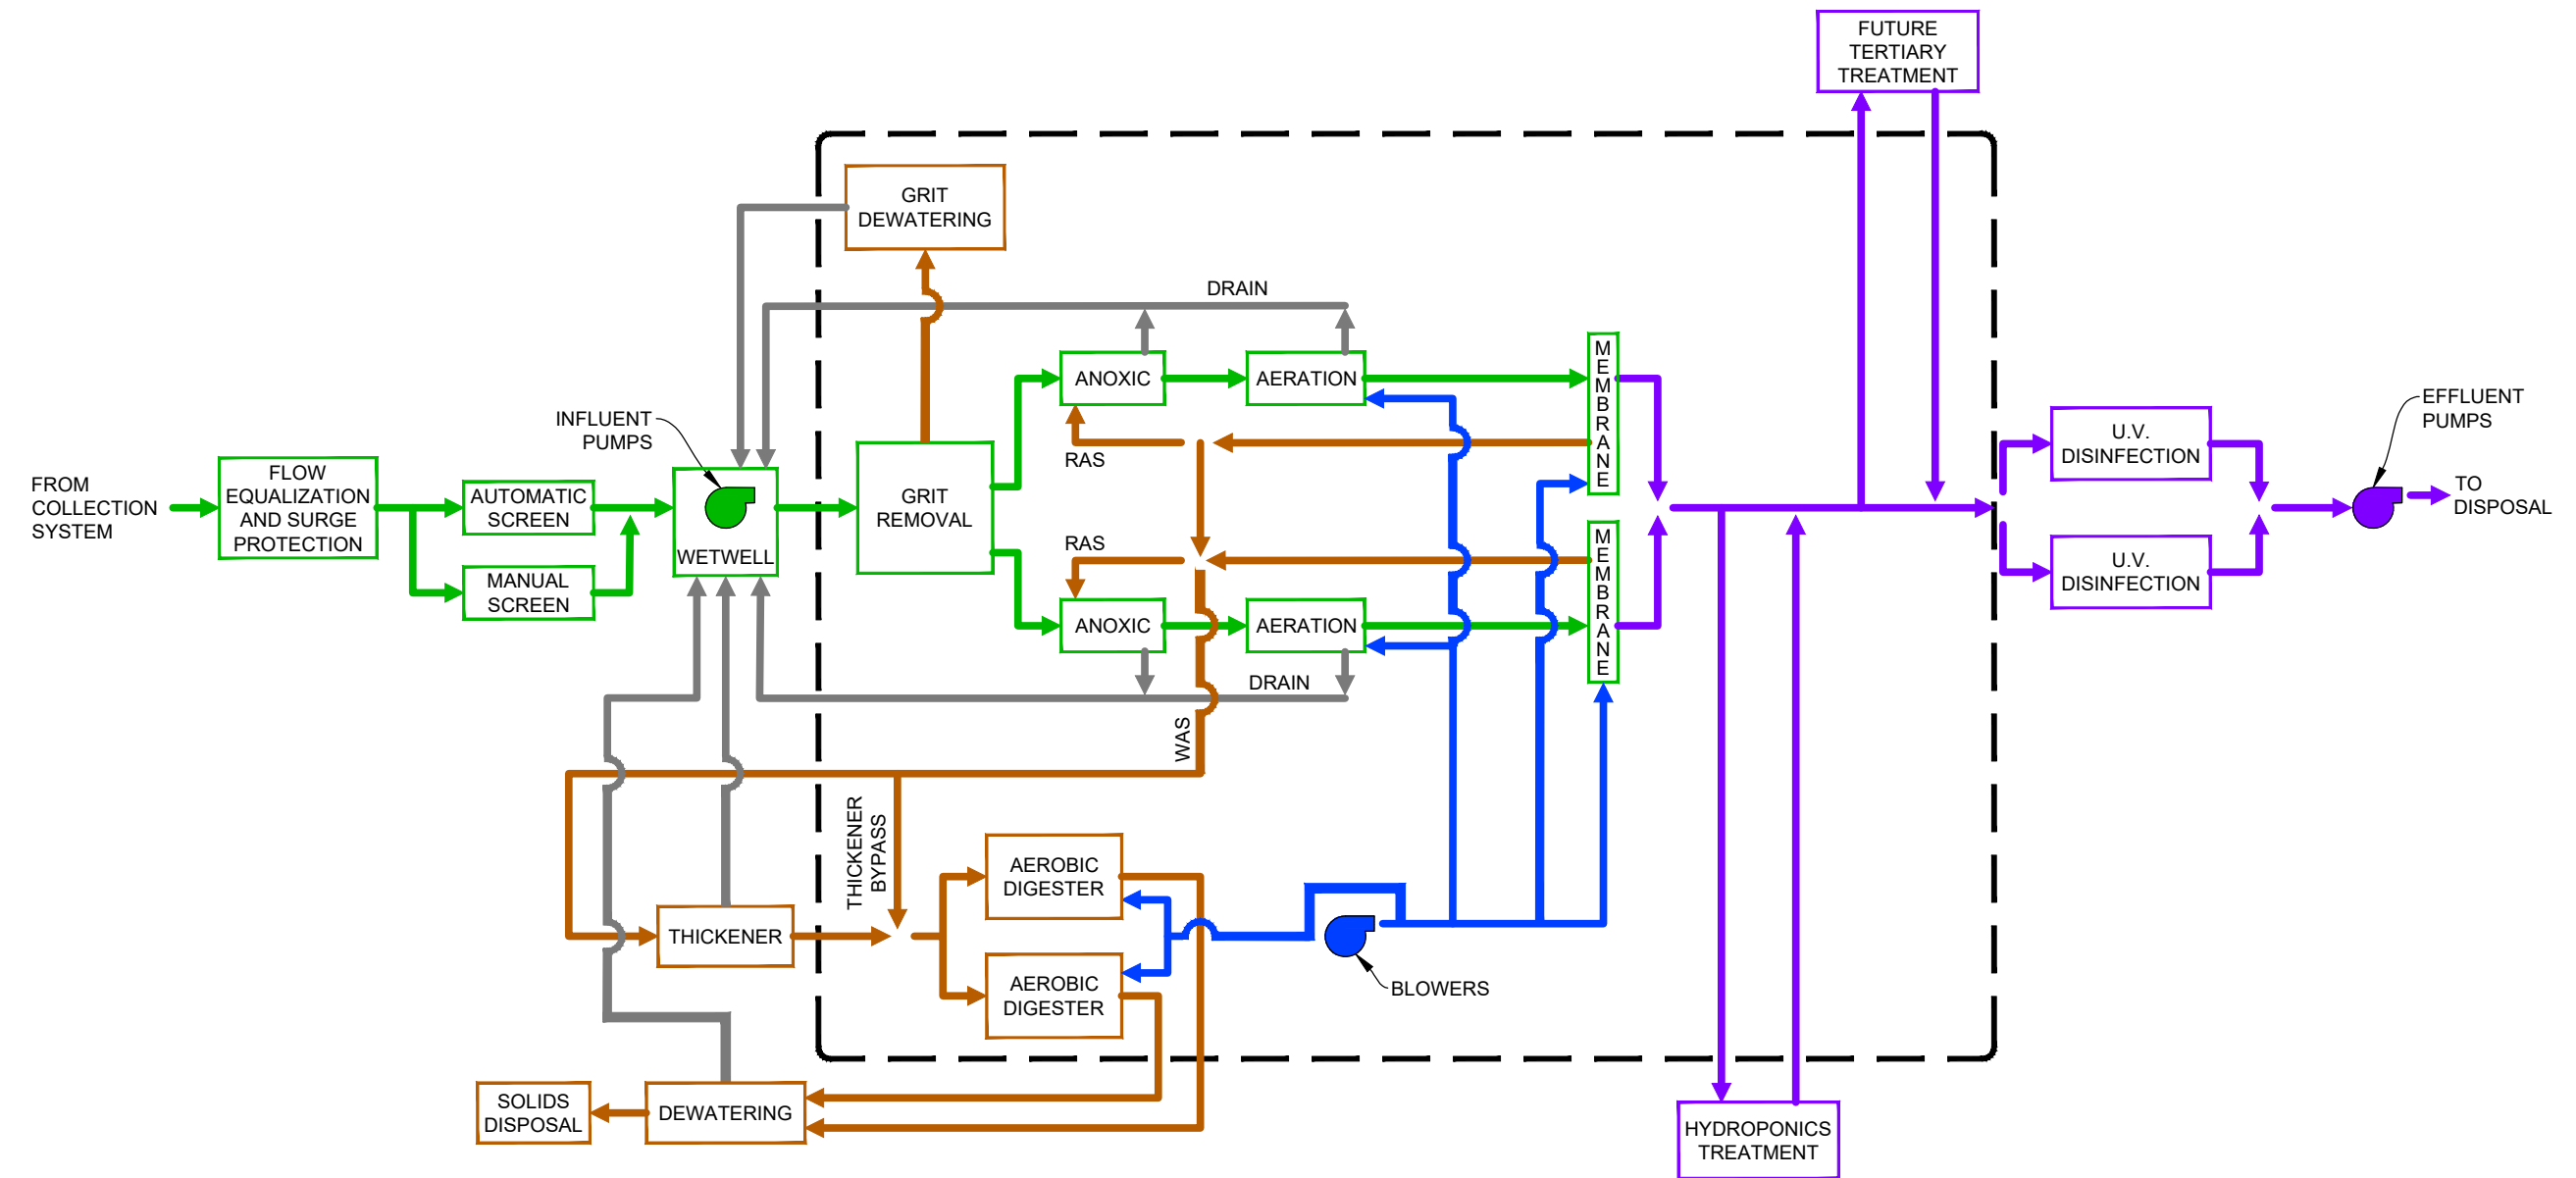 FUTURE
TERTIARY
TREATMENT
GRIT
DEWATERING
DRAIN
ANOXIC
AERATION
MEMBRANE
INFLUENT
PUMPS
EFFLUENT
PUMPS
FROM
COLLECTION
SYSTEM
FLOW
EQUALIZATION
AND SURGE
PROTECTION
AUTOMATIC
SCREEN
MANUAL
SCREEN
WETWELL
GRIT
REMOVAL
RAS
RAS
U.V.
DISINFECTION
TO
DISPOSAL
U.V.
DISINFECTION
ANOXIC
AERATION
MEMBRANE
DRAIN
WAS
THICKENER
BYPASS
AEROBIC
DIGESTER
THICKENER
AEROBIC
DIGESTER
BLOWERS
SOLIDS
DISPOSAL
DEWATERING
HYDROPONICS
TREATMENT